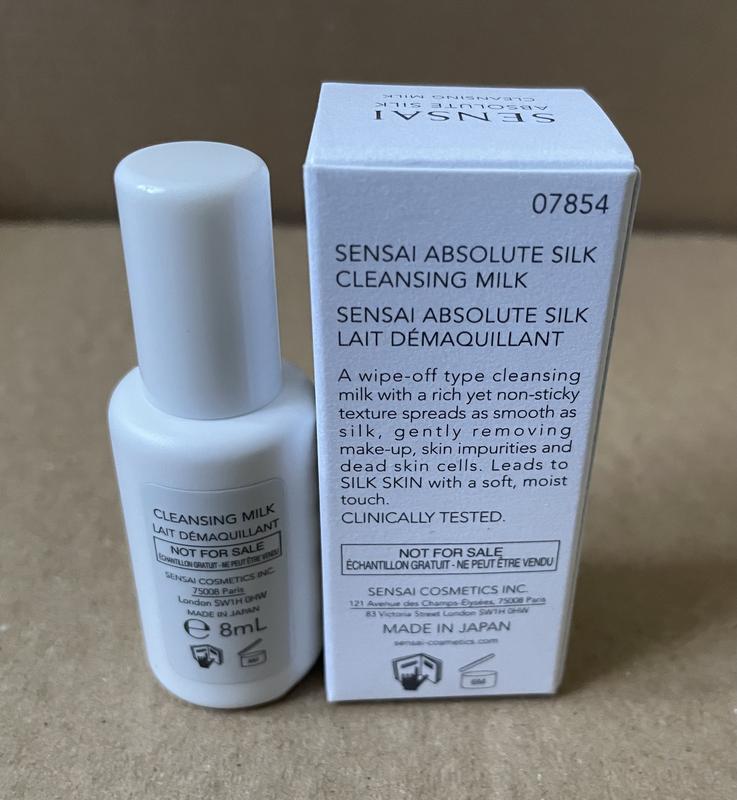 SENSAI
ABSOLUTE SILK
CLEANSING MILK
07854
SENSAI ABSOLUTE SILK
CLEANSING MILK
SENSAI ABSOLUTE SILK
LAIT DÉMAQUILLANT
A wipe-off type cleansing
milk with a rich yet non-sticky
texture spreads as smooth as
silk, gently removing
make-up, skin impurities and
dead skin cells. Leads to
SILK SKIN with a soft, moist
touch.
CLINICALLY TESTED.
NOT FOR SALE
ÉCHANTILLON GRATUIT - NE PEUT ÊTRE VENDU
SENSAI COSMETICS INC.
121 Avenue des Champs-Elysées, 75008 Paris
83 Victoria Street London SW1H 0HW
MADE IN JAPAN
sensai-cosmetics.com
6M
CLEANSING MILK
LAIT DÉMAQUILLANT
NOT FOR SALE
ÉCHANTILLON GRATUIT - NE PEUT ÊTRE VENDU
SENSAI COSMETICS INC.
75008 Paris
London SW1H 0HW
MADE IN JAPAN
℮ 8mL
6M